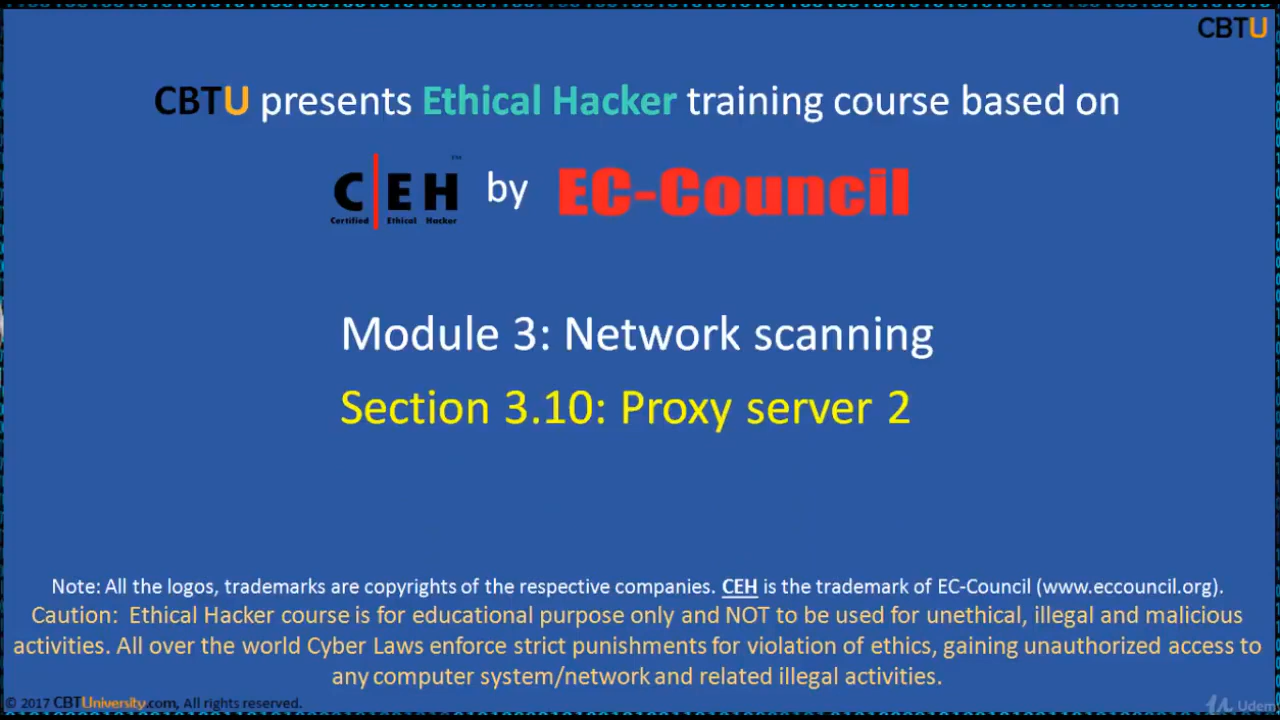 CBTU
CBTU presents Ethical Hacker training course based on
CEH ™ by EC-Council
Certified Ethical Hacker
Module 3: Network scanning
Section 3.10: Proxy server 2
Note: All the logos, trademarks are copyrights of the respective companies. CEH is the trademark of EC-Council (www.eccouncil.org).
Caution: Ethical Hacker course is for educational purpose only and NOT to be used for unethical, illegal and malicious
activities. All over the world Cyber Laws enforce strict punishments for violation of ethics, gaining unauthorized access to
any computer system/network and related illegal activities.
© 2017 CBTUniversity.com, All rights reserved.
Udemy